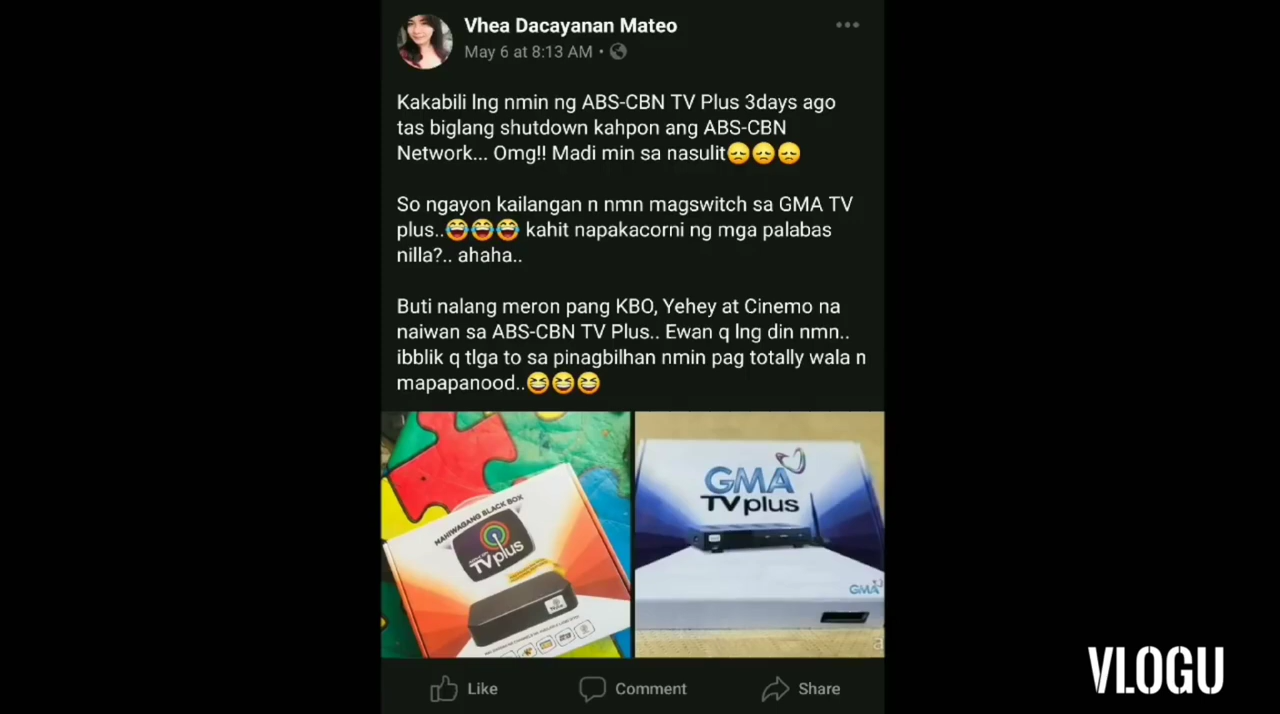 Vhea Dacayanan Mateo
May 6 at 8:13 AM •
Kakabili lng nmin ng ABS-CBN TV Plus 3days ago
tas biglang shutdown kahpon ang ABS-CBN
Network... Omg!! Madi min sa nasulit😞😞😞
So ngayon kailangan n nmn magswitch sa GMA TV
plus..😂😂😂 kahit napakacorni ng mga palabas
nilla?.. ahaha..
Buti nalang meron pang KBO, Yehey at Cinemo na
naiwan sa ABS-CBN TV Plus.. Ewan q lng din nmn..
ibblik q tlga to sa pinagbilhan nmin pag totally wala n
mapapanood..😆😆😆
MAHIWAGANG BLACK BOX
TVplus
GMA
TVplus
GMA
a
Like
Comment
Share
VLOGU